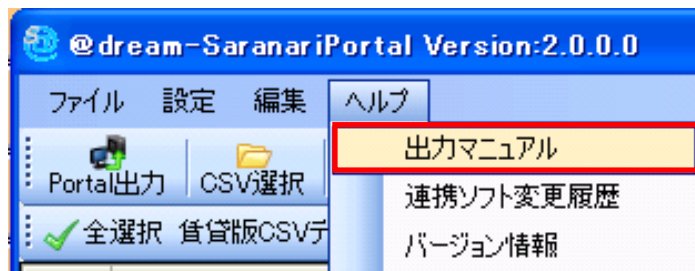 @dream-SaranariPortal Version:2.0.0.0
ファイル 設定 編集 ヘルプ
出力マニュアル
Portal出力 CSV選択
連携ソフト変更履歴
全選択 賃貸版CSVデ
バージョン情報